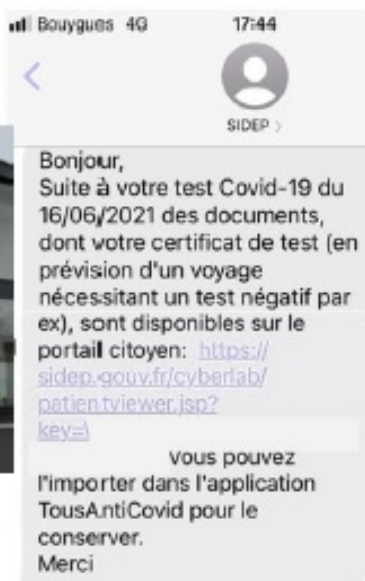 Bouygues 4G 17:44
SIDEP >
Bonjour,
Suite à votre test Covid-19 du
16/06/2021 des documents,
dont votre certificat de test (en
prévision d'un voyage
nécessitant un test négatif par
ex), sont disponibles sur le
portail citoyen: https://
sidep.gouv.fr/cyberlab/
patientviewer.jsp?
key=\
vous pouvez
l'importer dans l'application
TousAntiCovid pour le
conserver.
Merci